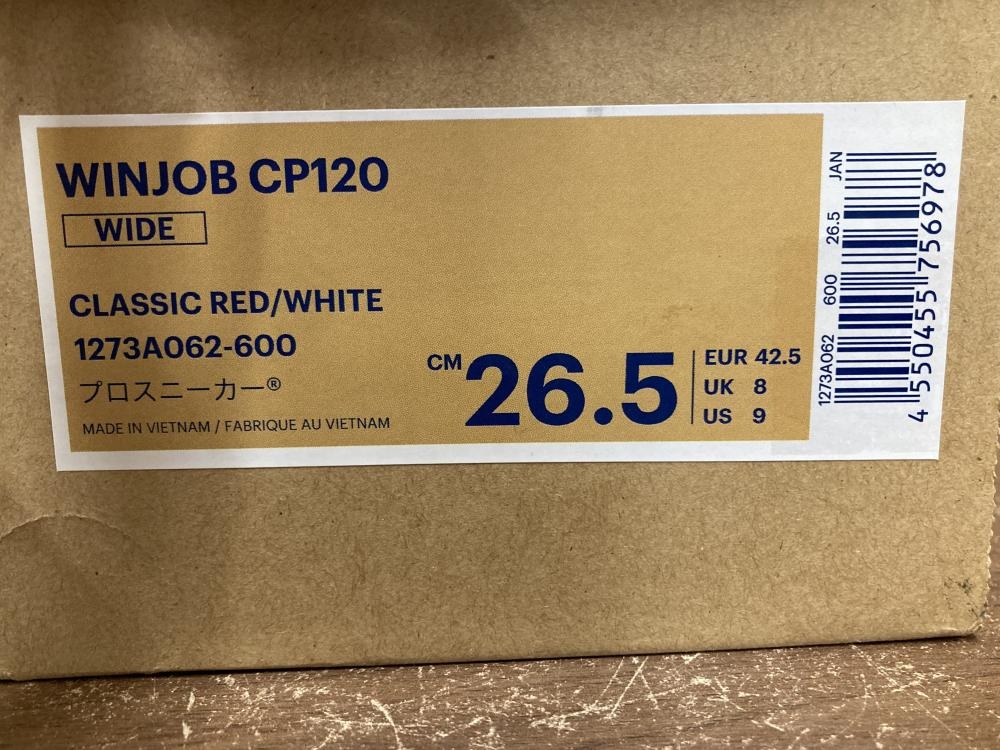 WINJOB CP120
WIDE
CLASSIC RED/WHITE
1273A062-600
プロスニーカー®
MADE IN VIETNAM / FABRIQUE AU VIETNAM
CM 26.5
EUR 42.5
UK 8
US 9
1273A062 600 26.5 JAN
4 550455 756978